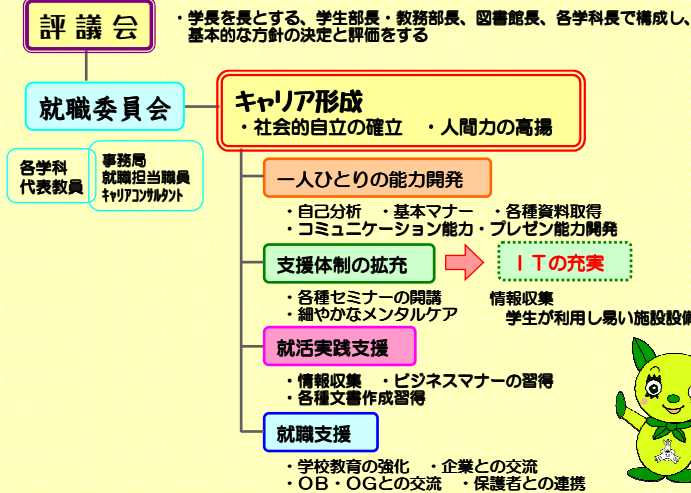 評議会
・学長を長とする、学生部長・教務部長、図書館長、各学科長で構成し、
基本的な方針の決定と評価をする
就職委員会
キャリア形成
・社会的自立の確立 ・人間力の高揚
各学科
代表教員
事務局
就職担当職員
ｷｬﾘｱｺﾝｻﾙﾀﾝﾄ
一人ひとりの能力開発
・自己分析 ・基本マナー ・各種資料取得
・コミュニケーション能力・プレゼン能力開発
支援体制の拡充
ＩＴの充実
・各種セミナーの開講
・細やかなメンタルケア
情報収集
学生が利用し易い施設設備
就活実践支援
・情報収集 ・ビジネスマナーの習得
・各種文書作成習得
就職支援
・学校教育の強化 ・企業との交流
・ＯＢ・ＯＧとの交流 ・保護者との連携